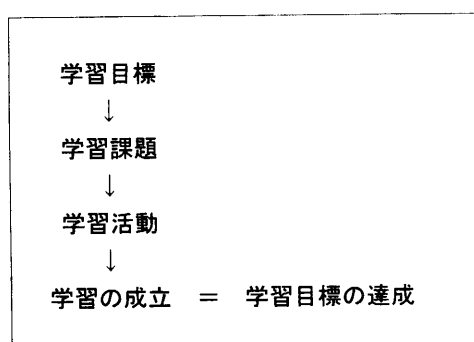 学習目標
↓
学習課題
↓
学習活動
↓
学習の成立 = 学習目標の達成